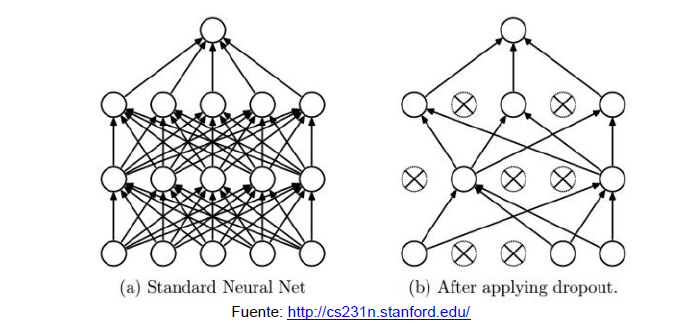 (a) Standard Neural Net
(b) After applying dropout.
Fuente: http://cs231n.stanford.edu/